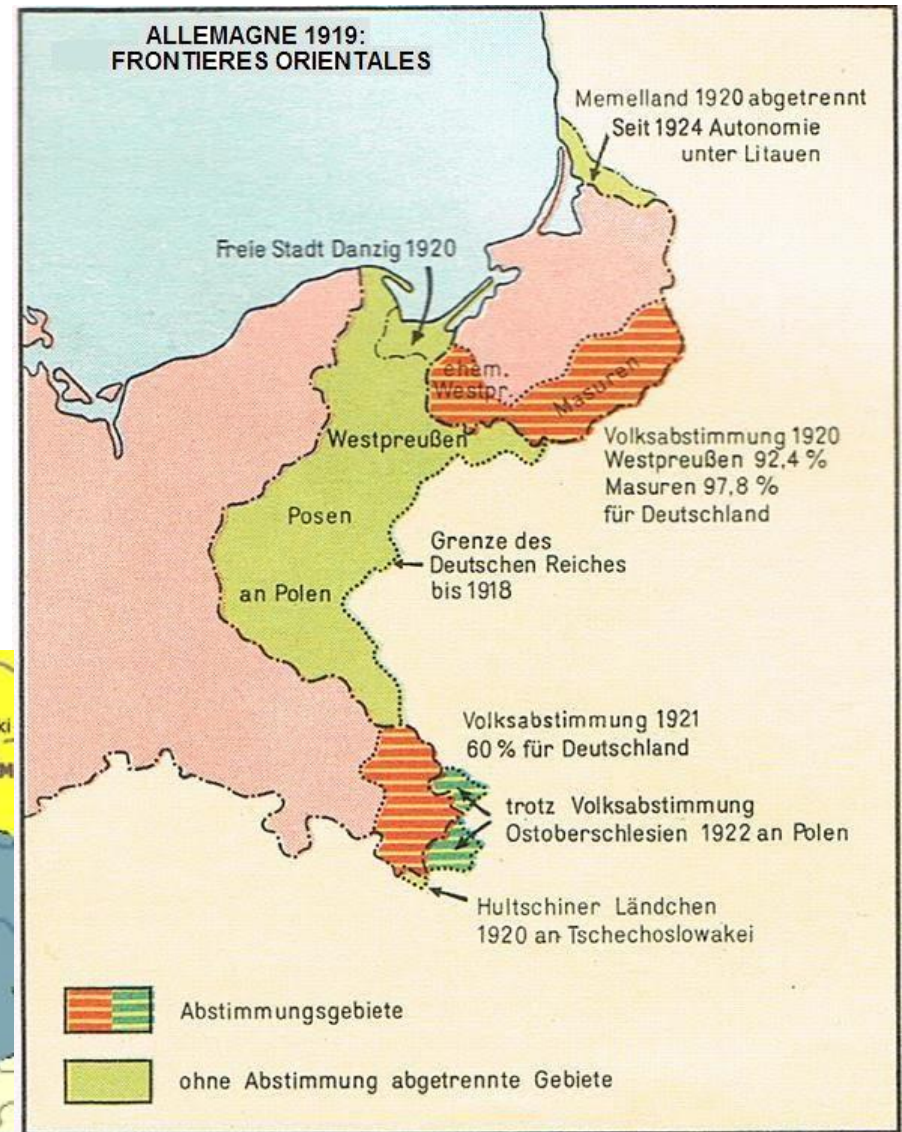 ALLEMAGNE 1919:
FRONTIERES ORIENTALES
Memelland 1920 abgetrennt
Seit 1924 Autonomie
unter Litauen
Freie Stadt Danzig 1920
ehem.
Westpr.
Masuren
Westpreußen
Volksabstimmung 1920
Westpreußen 92,4 %
Masuren 97,8 %
für Deutschland
Posen
an Polen
Grenze des
Deutschen Reiches
bis 1918
Volksabstimmung 1921
60 % für Deutschland
trotz Volksabstimmung
Ostoberschlesien 1922 an Polen
Hultschiner Ländchen
1920 an Tschechoslowakei
Abstimmungsgebiete
ohne Abstimmung abgetrennte Gebiete
ki
M